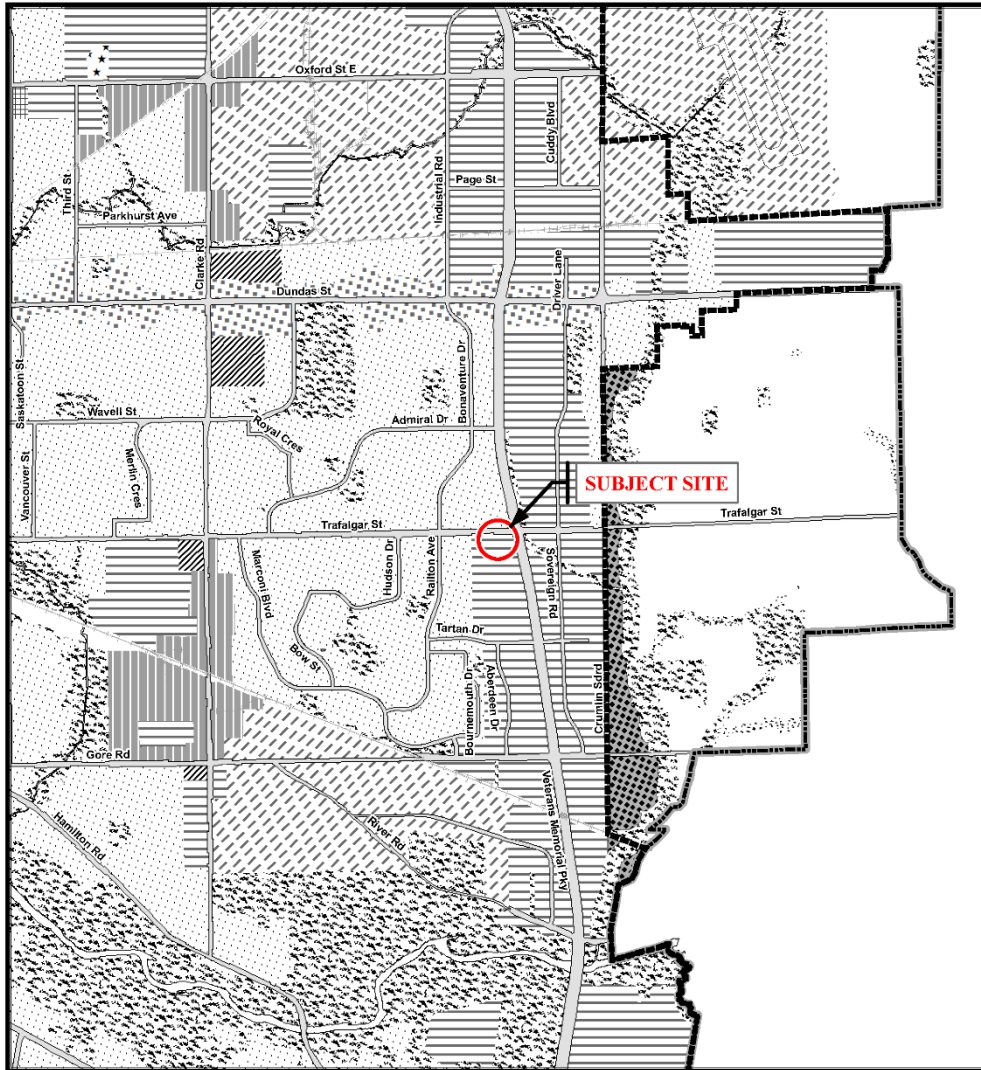 Oxford St E
Cuddy Blvd
Third St
Industrial Rd
Page St
Parkhurst Ave
Clarke Rd
Driver Lane
Dundas St
Saskatoon St
Bonaventure Dr
Wavell St
Admiral Dr
Royal Cres
Vancouver St
Merlin Cres
SUBJECT SITE
Trafalgar St
Trafalgar St
Marconi Blvd
Hudson Dr
Railton Ave
Sovereign Rd
Tartan Dr
Bow St
Bournemouth Dr
Aberdeen Dr
Crumlin Sdrd
Gore Rd
Veterans Memorial Pky
Hamilton Rd
River Rd